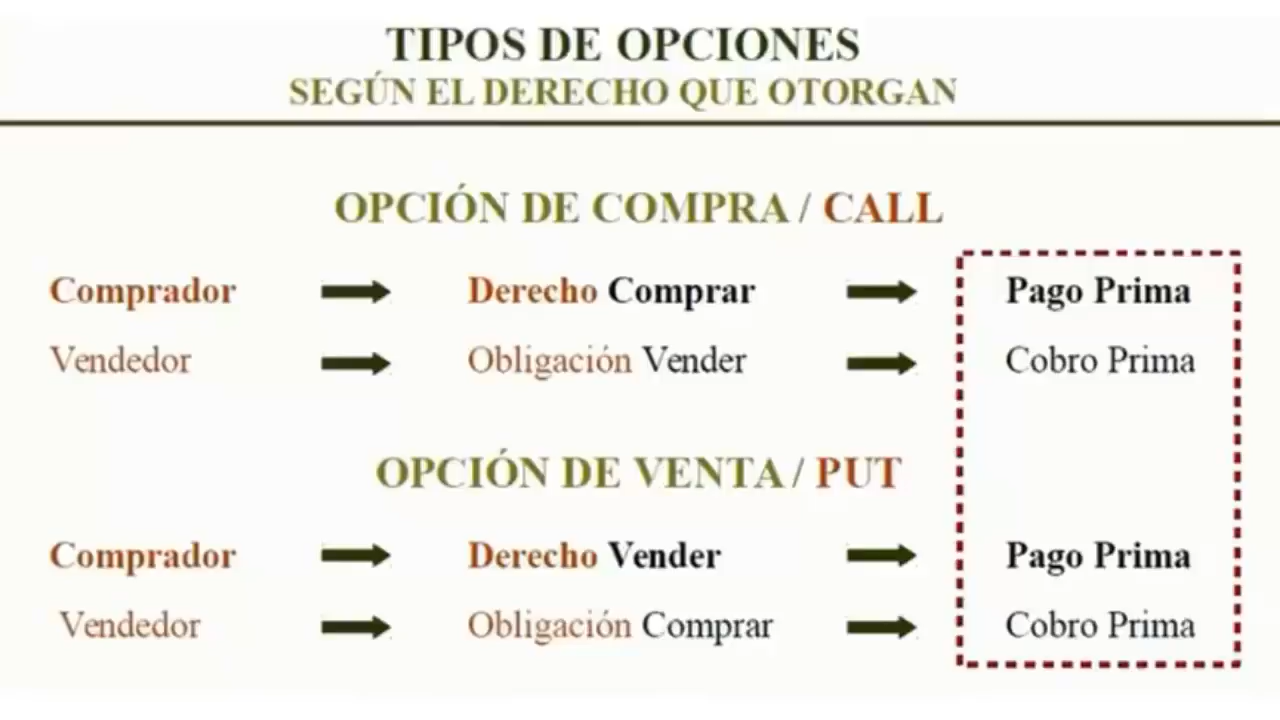 TIPOS DE OPCIONES
SEGÚN EL DERECHO QUE OTORGAN
OPCIÓN DE COMPRA / CALL
Comprador Derecho Comprar Pago Prima
Vendedor Obligación Vender Cobro Prima
OPCIÓN DE VENTA / PUT
Comprador Derecho Vender Pago Prima
Vendedor Obligación Comprar Cobro Prima